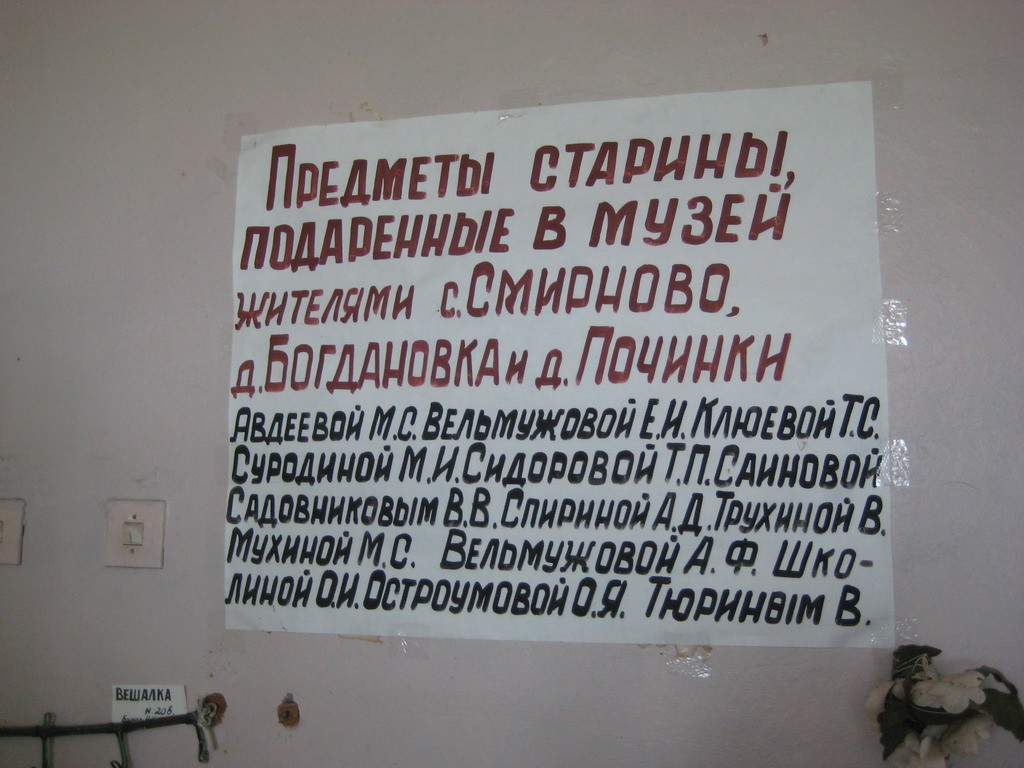 Предметы старины,
подаренные в музей
жителями с. Смирново,
д. Богдановка и д. Починки
Авдеевой М.С. Вельмужовой Е.И. Клюевой Т.С.
Суродиной М.И. Сидоровой Т.П. Саиновой
Садовниковым В.В. Спириной А.Д. Трухиной В.
Мухиной М.С. Вельмужовой А. Ф. Шко-
линой О.И. Остроумовой О.Я. Тюриным В.
ВЕШАЛКА
н. 20 в.